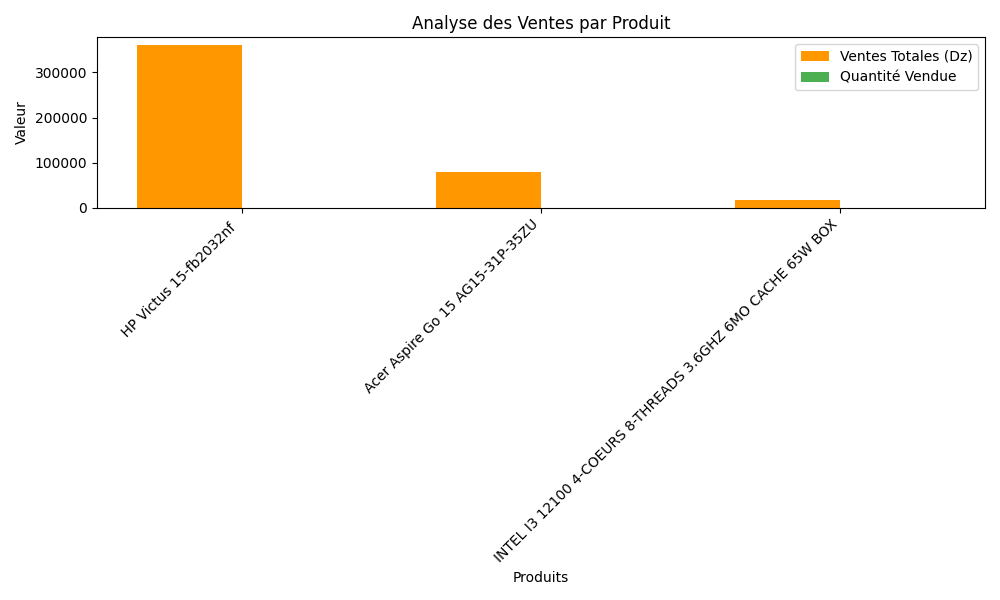 Analyse des Ventes par Produit
Valeur
300000
200000
100000
0
Ventes Totales (Dz)
Quantité Vendue
HP Victus 15-fb2032nf
Acer Aspire Go 15 AG15-31P-35ZU
INTEL I3 12100 4-COEURS 8-THREADS 3.6GHZ 6MO CACHE 65W BOX
Produits